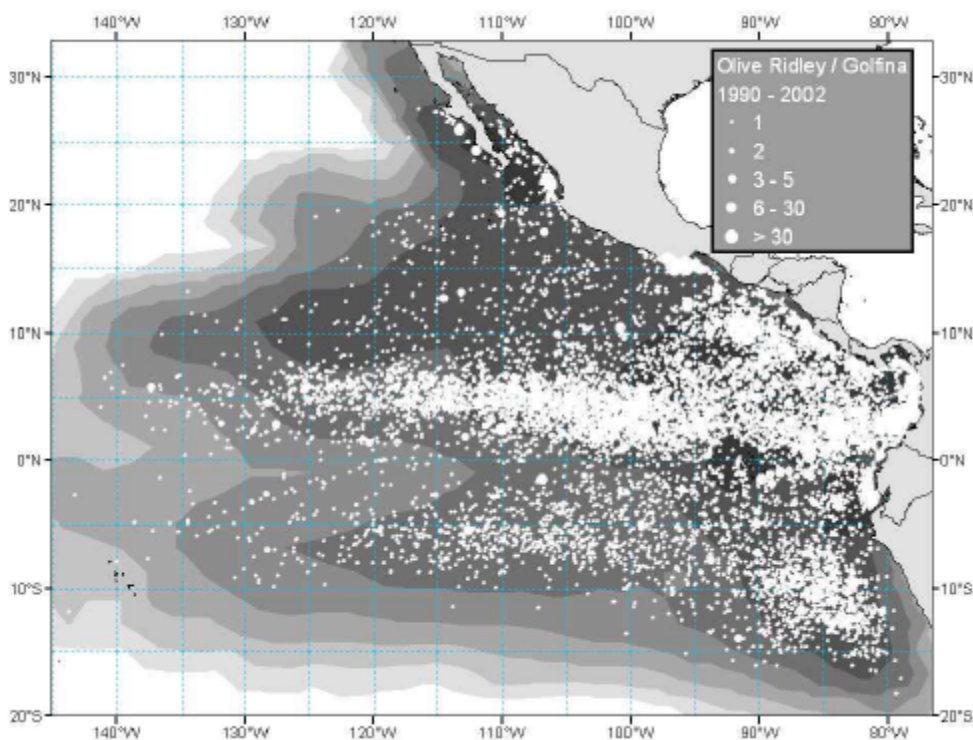 140°W 130°W 120°W 110°W 100°W 90°W 80°W
30°N 30°N
20°N 20°N
10°N 10°N
0°N 0°N
10°S 10°S
20°S 20°S
Olive Ridley / Golfina
1990 - 2002
1
2
3 - 5
6 - 30
> 30
140°W 130°W 120°W 110°W 100°W 90°W 80°W